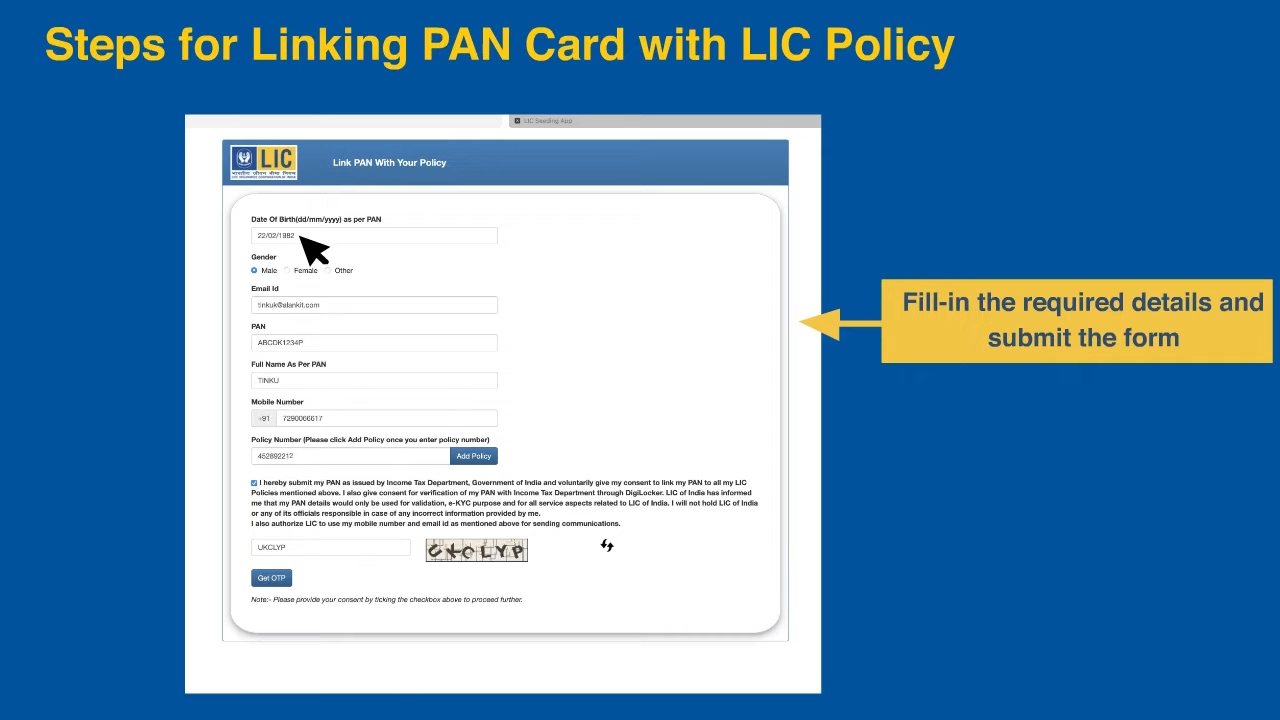 Steps for Linking PAN Card with LIC Policy
LIC Seeding App
LIC
भारतीय जीवन बीमा निगम
LIFE INSURANCE CORPORATION OF INDIA
Link PAN With Your Policy
Date Of Birth(dd/mm/yyyy) as per PAN
22/02/1982
Gender
Male Female Other
Email Id
tinkuk@alankit.com
PAN
ABCDK1234P
Full Name As Per PAN
TINKU
Mobile Number
+91 7290066617
Policy Number (Please click Add Policy once you enter policy number)
452892212 Add Policy
I hereby submit my PAN as issued by Income Tax Department, Government of India and voluntarily give my consent to link my PAN to all my LIC
Policies mentioned above. I also give consent for verification of my PAN with Income Tax Department through DigiLocker. LIC of India has informed
me that my PAN details would only be used for validation, e-KYC purpose and for all service aspects related to LIC of India. I will not hold LIC of India
or any of its officials responsible in case of any incorrect information provided by me.
I also authorize LIC to use my mobile number and email id as mentioned above for sending communications.
UKCLYP UXCLYP
Get OTP
Note:- Please provide your consent by ticking the checkbox above to proceed further.
Fill-in the required details and
submit the form